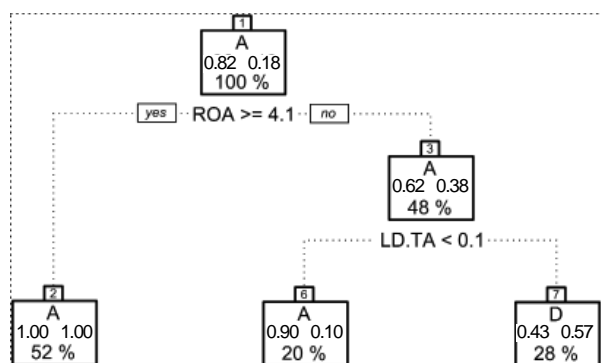 1
A
0.82 0.18
100 %
yes ROA >= 4.1 no
3
A
0.62 0.38
48 %
LD.TA < 0.1
2
A
1.00 1.00
52 %
6
A
0.90 0.10
20 %
7
D
0.43 0.57
28 %